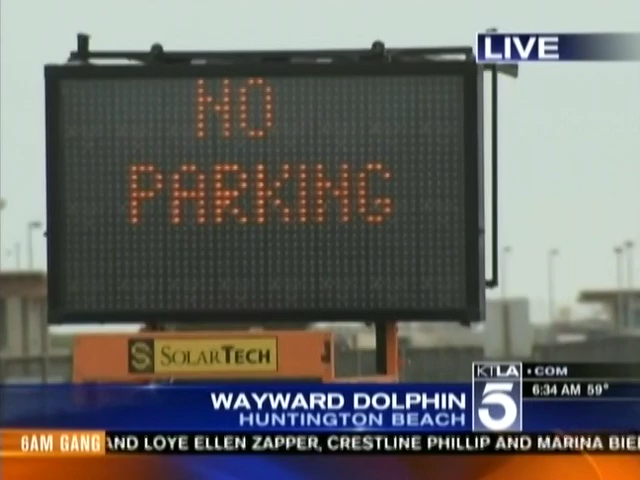 LIVE
NO
PARKING
S SOLARTECH
WAYWARD DOLPHIN
HUNTINGTON BEACH
KTLA .COM
5
6:34 AM 59°
6AM GANG
AND LOYE ELLEN ZAPPER, CRESTLINE PHILLIP AND MARINA BIE